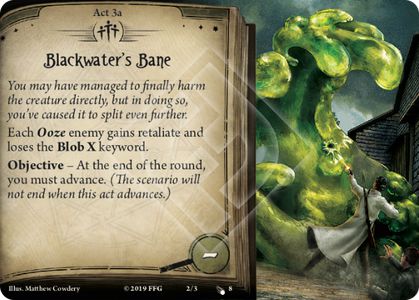 Act 3a
Blackwater's Bane
You may have managed to finally harm
the creature directly, but in doing so,
you've caused it to split even further.
Each Ooze enemy gains retaliate and
loses the Blob X keyword.
Objective – At the end of the round,
you must advance. (The scenario will
not end when this act advances.)
–
Illus. Matthew Cowdery
© 2019 FFG
2/3
8